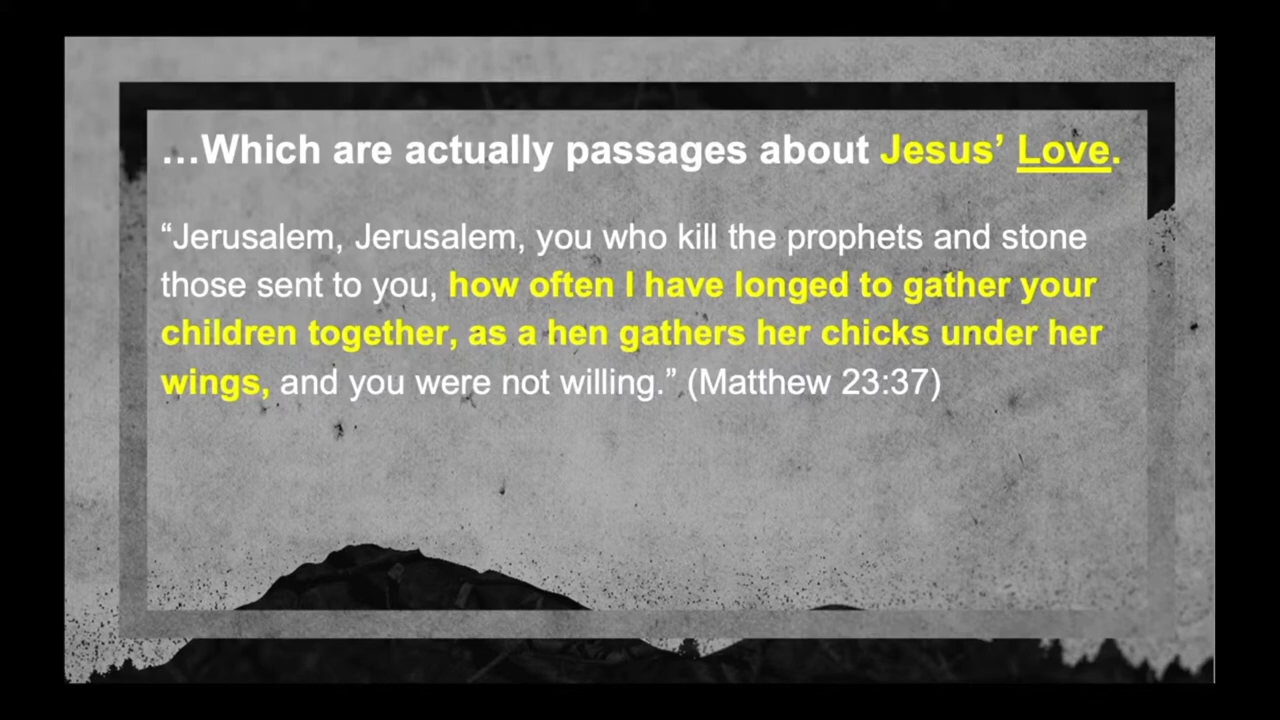 …Which are actually passages about Jesus’ Love.
“Jerusalem, Jerusalem, you who kill the prophets and stone
those sent to you, how often I have longed to gather your
children together, as a hen gathers her chicks under her
wings, and you were not willing.” (Matthew 23:37)